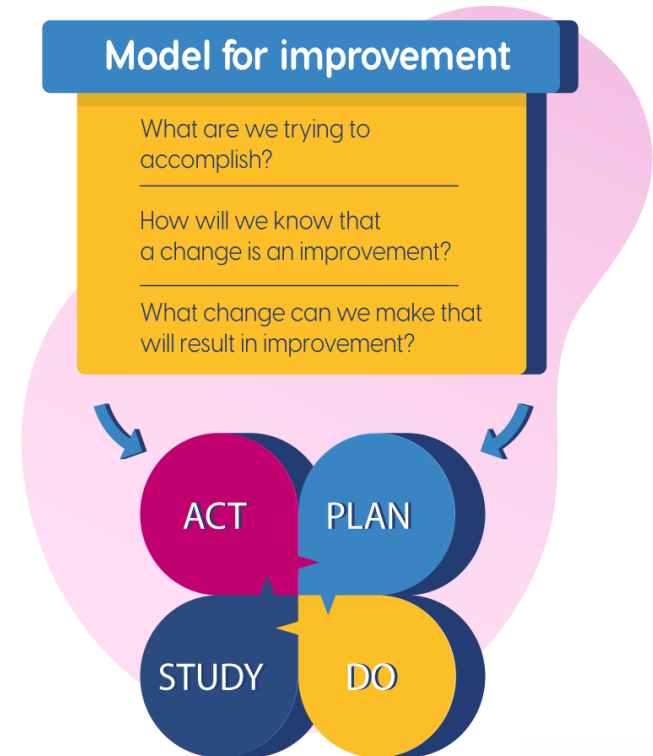 Model for improvement
What are we trying to
accomplish?
How will we know that
a change is an improvement?
What change can we make that
will result in improvement?
ACT
PLAN
STUDY
DO